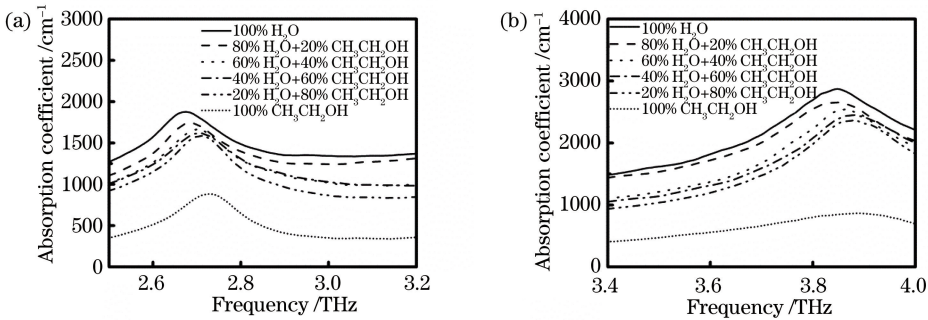 (a)
Absorption coefficient /cm⁻¹
3000
2500
2000
1500
1000
500
0
100% H₂O
80% H₂O+20% CH₃CH₂OH
60% H₂O+40% CH₃CH₂OH
40% H₂O+60% CH₃CH₂OH
20% H₂O+80% CH₃CH₂OH
100% CH₃CH₂OH
2.6
2.8
3.0
3.2
Frequency /THz
(b)
Absorption coefficient /cm⁻¹
4000
3000
2000
1000
0
100% H₂O
80% H₂O+20% CH₃CH₂OH
60% H₂O+40% CH₃CH₂OH
40% H₂O+60% CH₃CH₂OH
20% H₂O+80% CH₃CH₂OH
100% CH₃CH₂OH
3.4
3.6
3.8
4.0
Frequency /THz